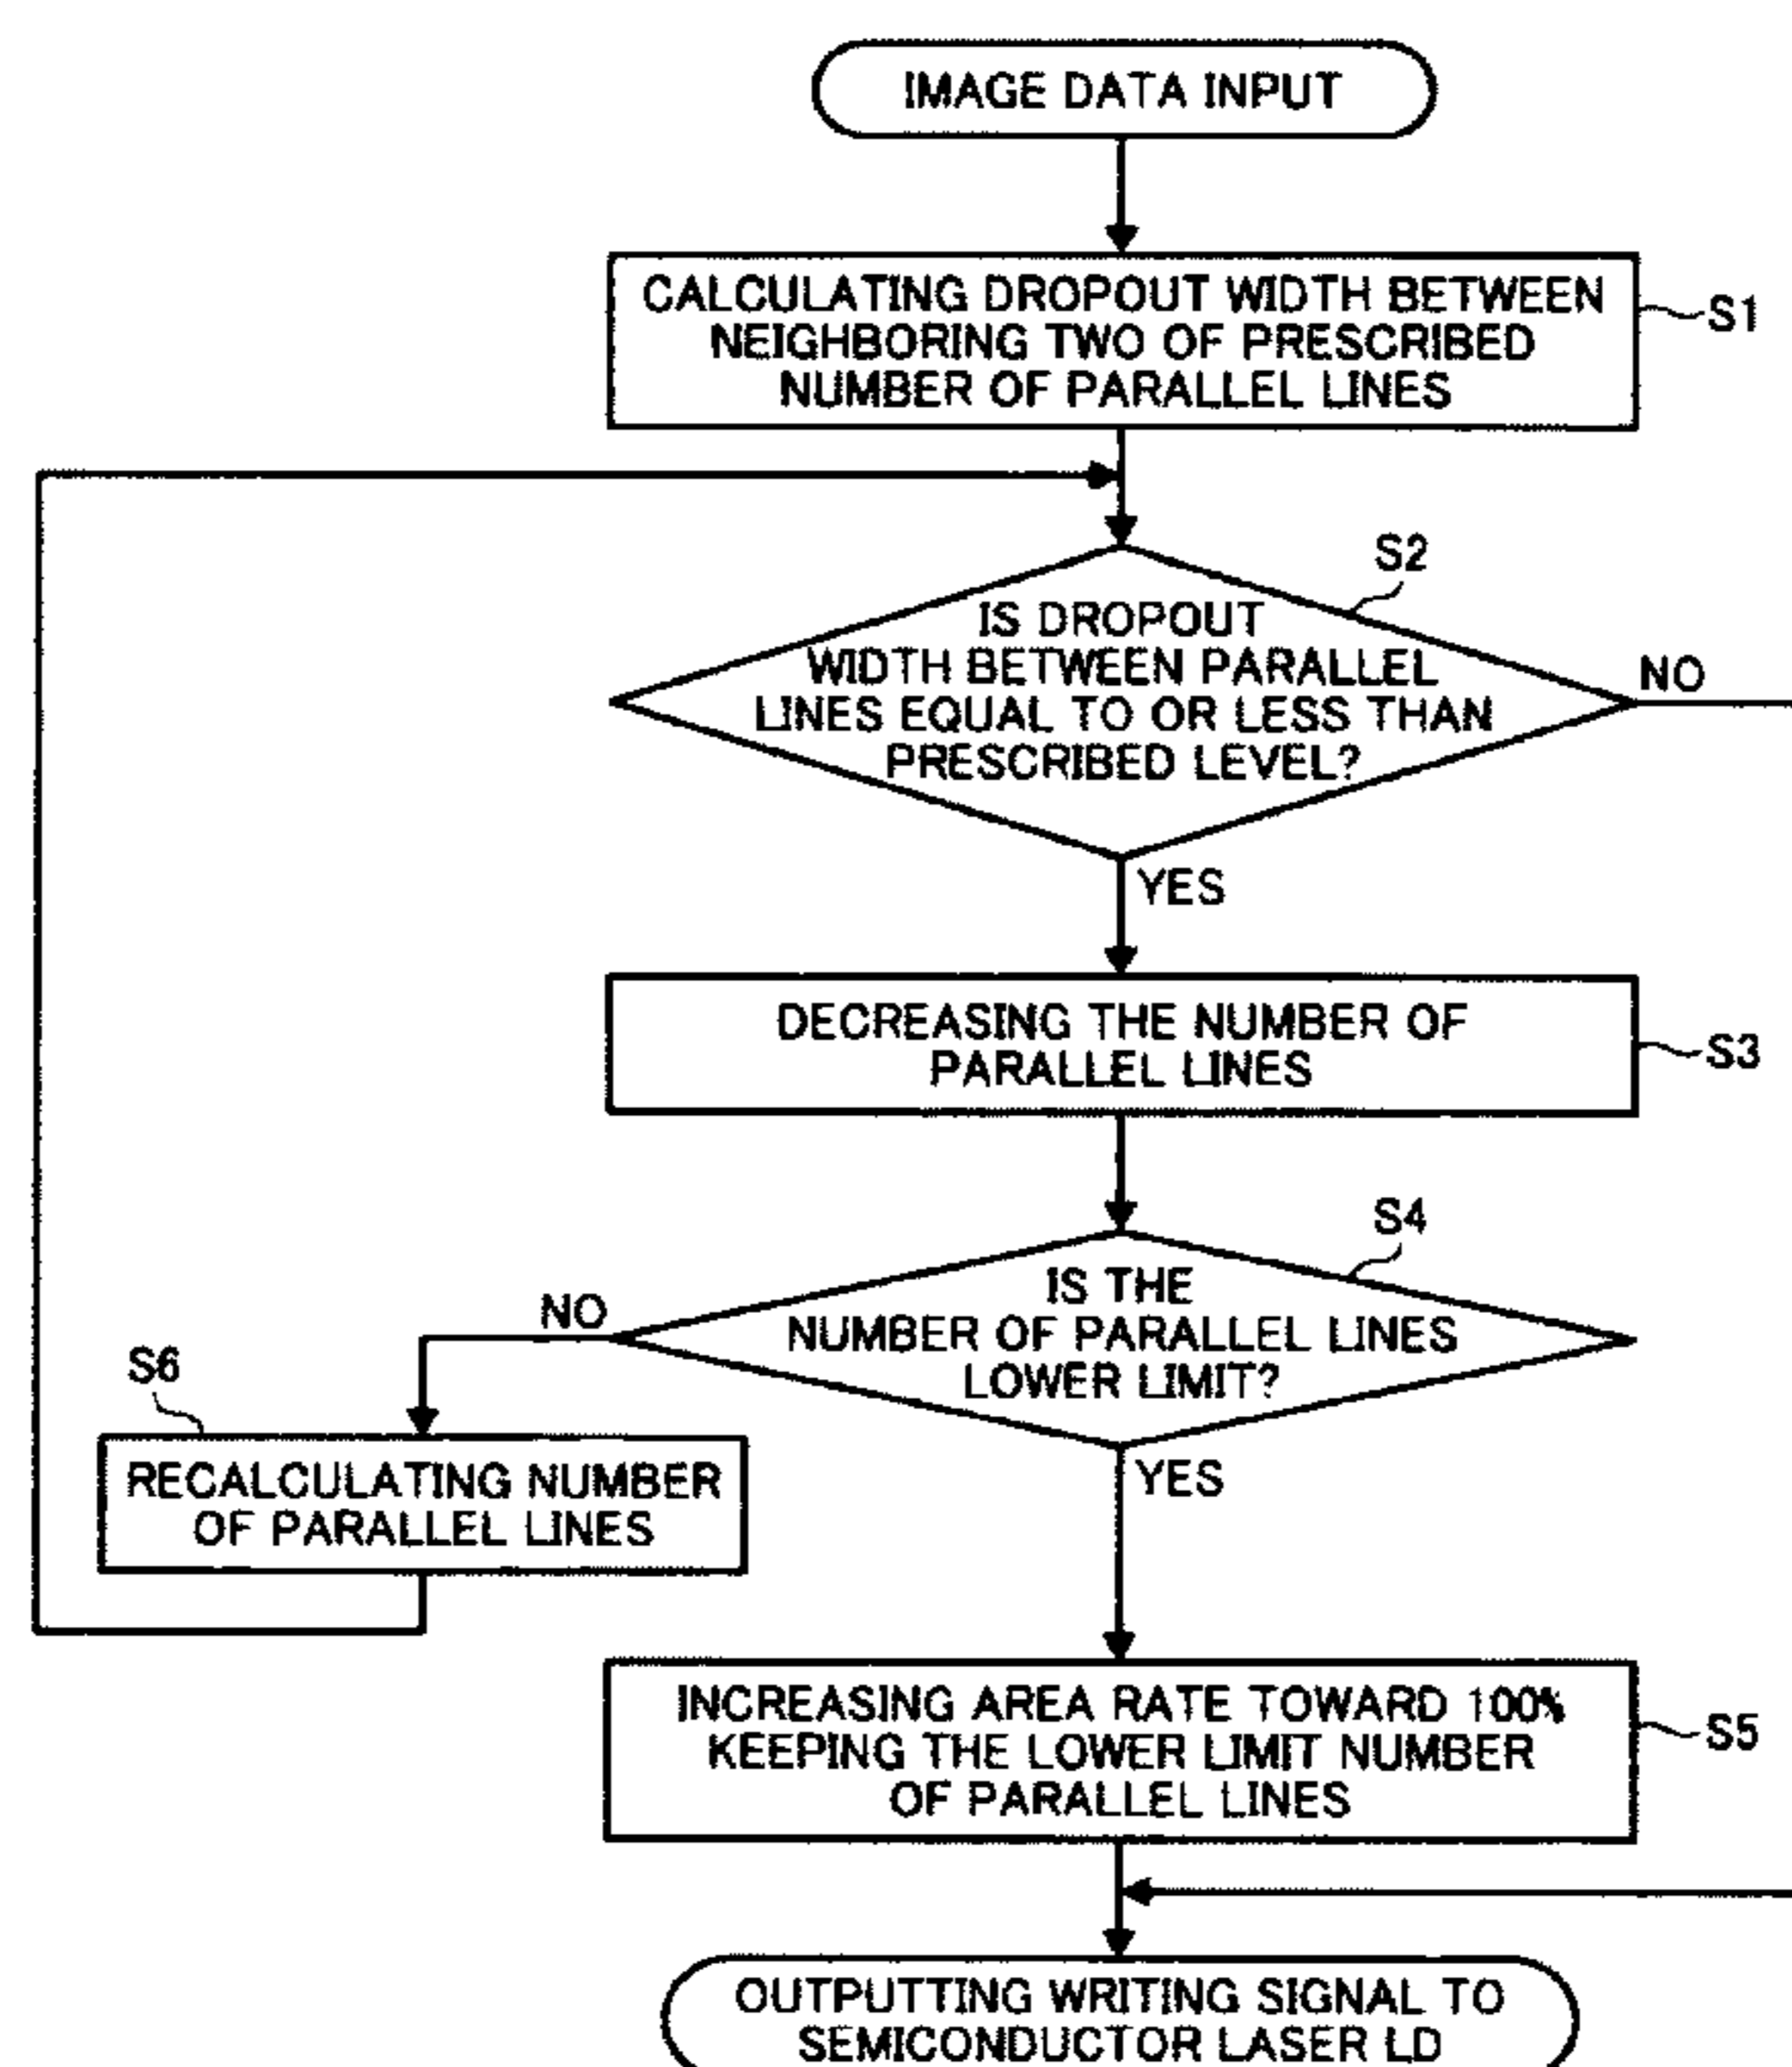 IMAGE DATA INPUT
CALCULATING DROPOUT WIDTH BETWEEN
NEIGHBORING TWO OF PRESCRIBED
NUMBER OF PARALLEL LINES
S1
S2
IS DROPOUT
WIDTH BETWEEN PARALLEL
LINES EQUAL TO OR LESS THAN
PRESCRIBED LEVEL?
NO
YES
DECREASING THE NUMBER OF
PARALLEL LINES
S3
S4
IS THE
NUMBER OF PARALLEL LINES
LOWER LIMIT?
NO
S6
RECALCULATING NUMBER
OF PARALLEL LINES
YES
INCREASING AREA RATE TOWARD 100%
KEEPING THE LOWER LIMIT NUMBER
OF PARALLEL LINES
S5
OUTPUTTING WRITING SIGNAL TO
SEMICONDUCTOR LASER LD